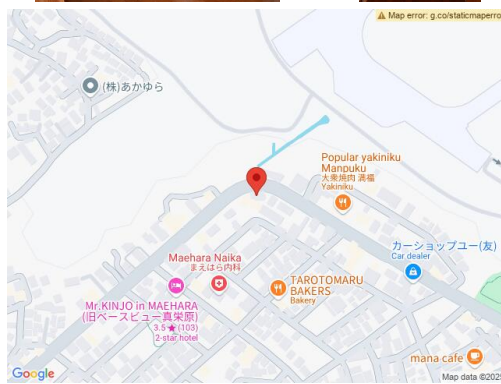 Map error: g.co/staticmaperro
(株)あかゆら
Popular yakiniku
Manpuku
大衆焼肉 満福
Yakiniku
Maehara Naika
まえはら内科
カーショップユー(友)
Car dealer
Mr.KINJO in MAEHARA
(旧ベースビュー真栄原)
3.5★(103)
2-star hotel
TAROTOMARU
BAKERS
Bakery
mana cafe
Google
Map data ©2025